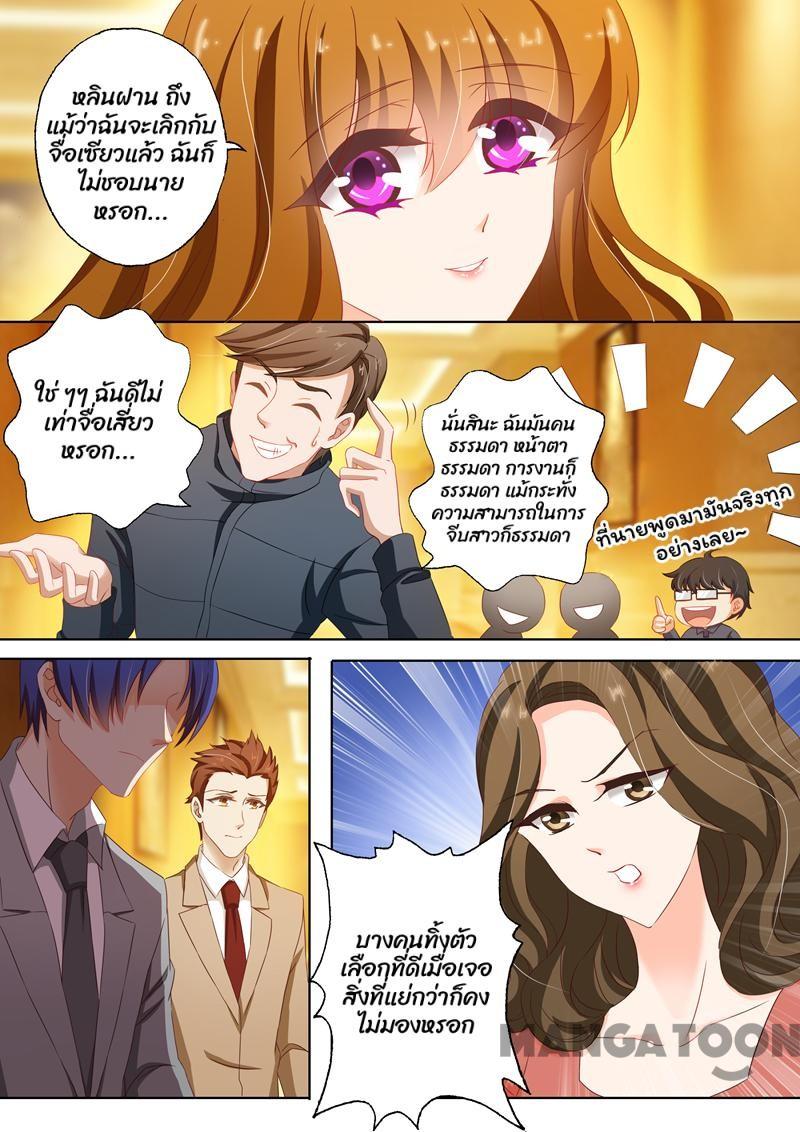 หลินฝาน ถึง
แม้ว่าฉันจะเลิกกับ
จื่อเซียวแล้ว ฉันก็
ไม่ชอบนาย
หรอก...
ใช่ ๆๆ ฉันดีไม่
เท่าจื่อเสี่ยว
หรอก...
นั่นสินะ ฉันมันคน
ธรรมดา หน้าตา
ธรรมดา การงานก็
ธรรมดา แม้กระทั่ง
ความสามารถในการ
จีบสาวก็ธรรมดา
ที่นายพูดมามันจริงทุก
อย่างเลย~
บางคนทิ้งตัว
เลือกที่ดีเมื่อเจอ
สิ่งที่แย่กว่าก็คง
ไม่มองหรอก
MANGATOON